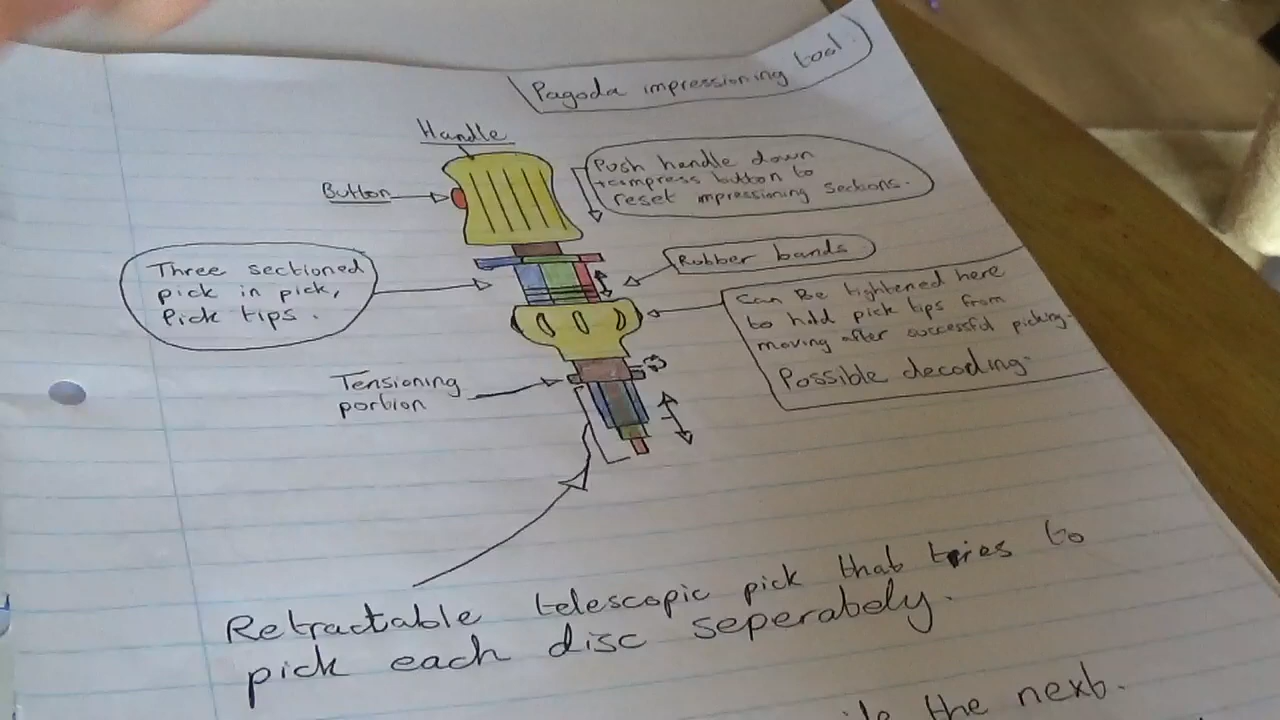 Pagoda impressioning tool.
Handle
Button
Push handle down
+compress button to
reset impressioning sections.
Three sectioned
pick in pick,
Pick tips.
Rubber bands
Can Be tightened here
to hold pick tips from
moving after successful picking.
Possible decoding.
Tensioning
portion
Retractable telescopic pick that tries to
pick each disc seperabely.
the next.